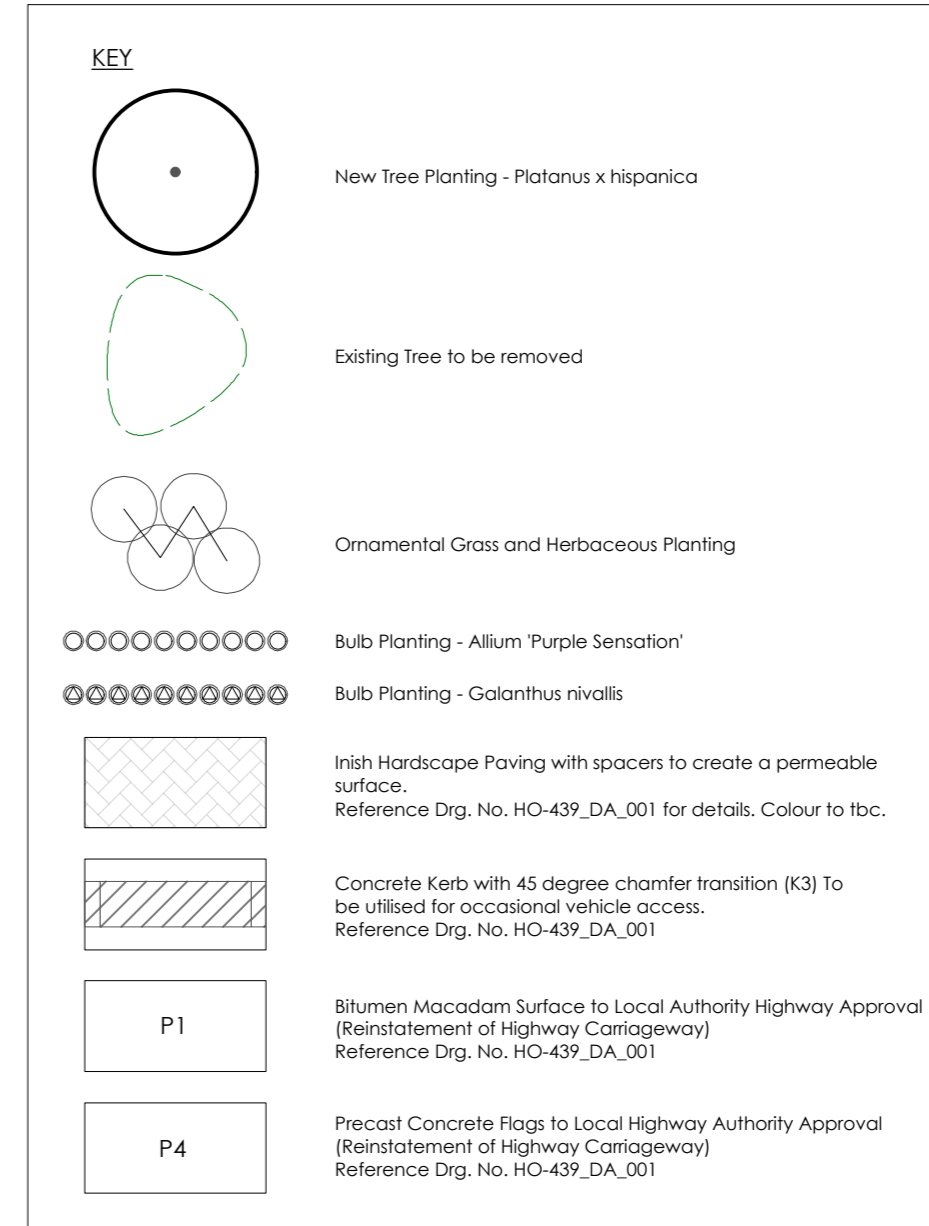 KEY
New Tree Planting - Platanus x hispanica
Existing Tree to be removed
Ornamental Grass and Herbaceous Planting
Bulb Planting - Allium 'Purple Sensation'
Bulb Planting - Galanthus nivallis
Inish Hardscape Paving with spacers to create a permeable
surface.
Reference Drg. No. HO-439_DA_001 for details. Colour to tbc.
Concrete Kerb with 45 degree chamfer transition (K3) To
be utilised for occasional vehicle access.
Reference Drg. No. HO-439_DA_001
P1
Bitumen Macadam Surface to Local Authority Highway Approval
(Reinstatement of Highway Carriageway)
Reference Drg. No. HO-439_DA_001
P4
Precast Concrete Flags to Local Highway Authority Approval
(Reinstatement of Highway Carriageway)
Reference Drg. No. HO-439_DA_001